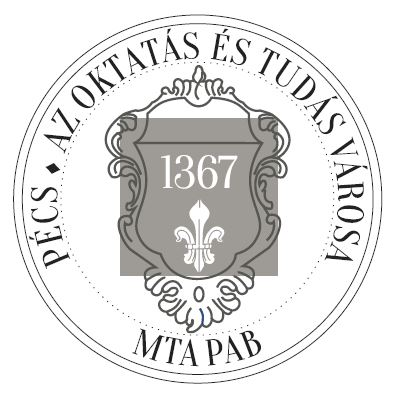 PÉCS ♦ AZ OKTATÁS ÉS TUDÁS VÁROSA
1367
MTA PAB